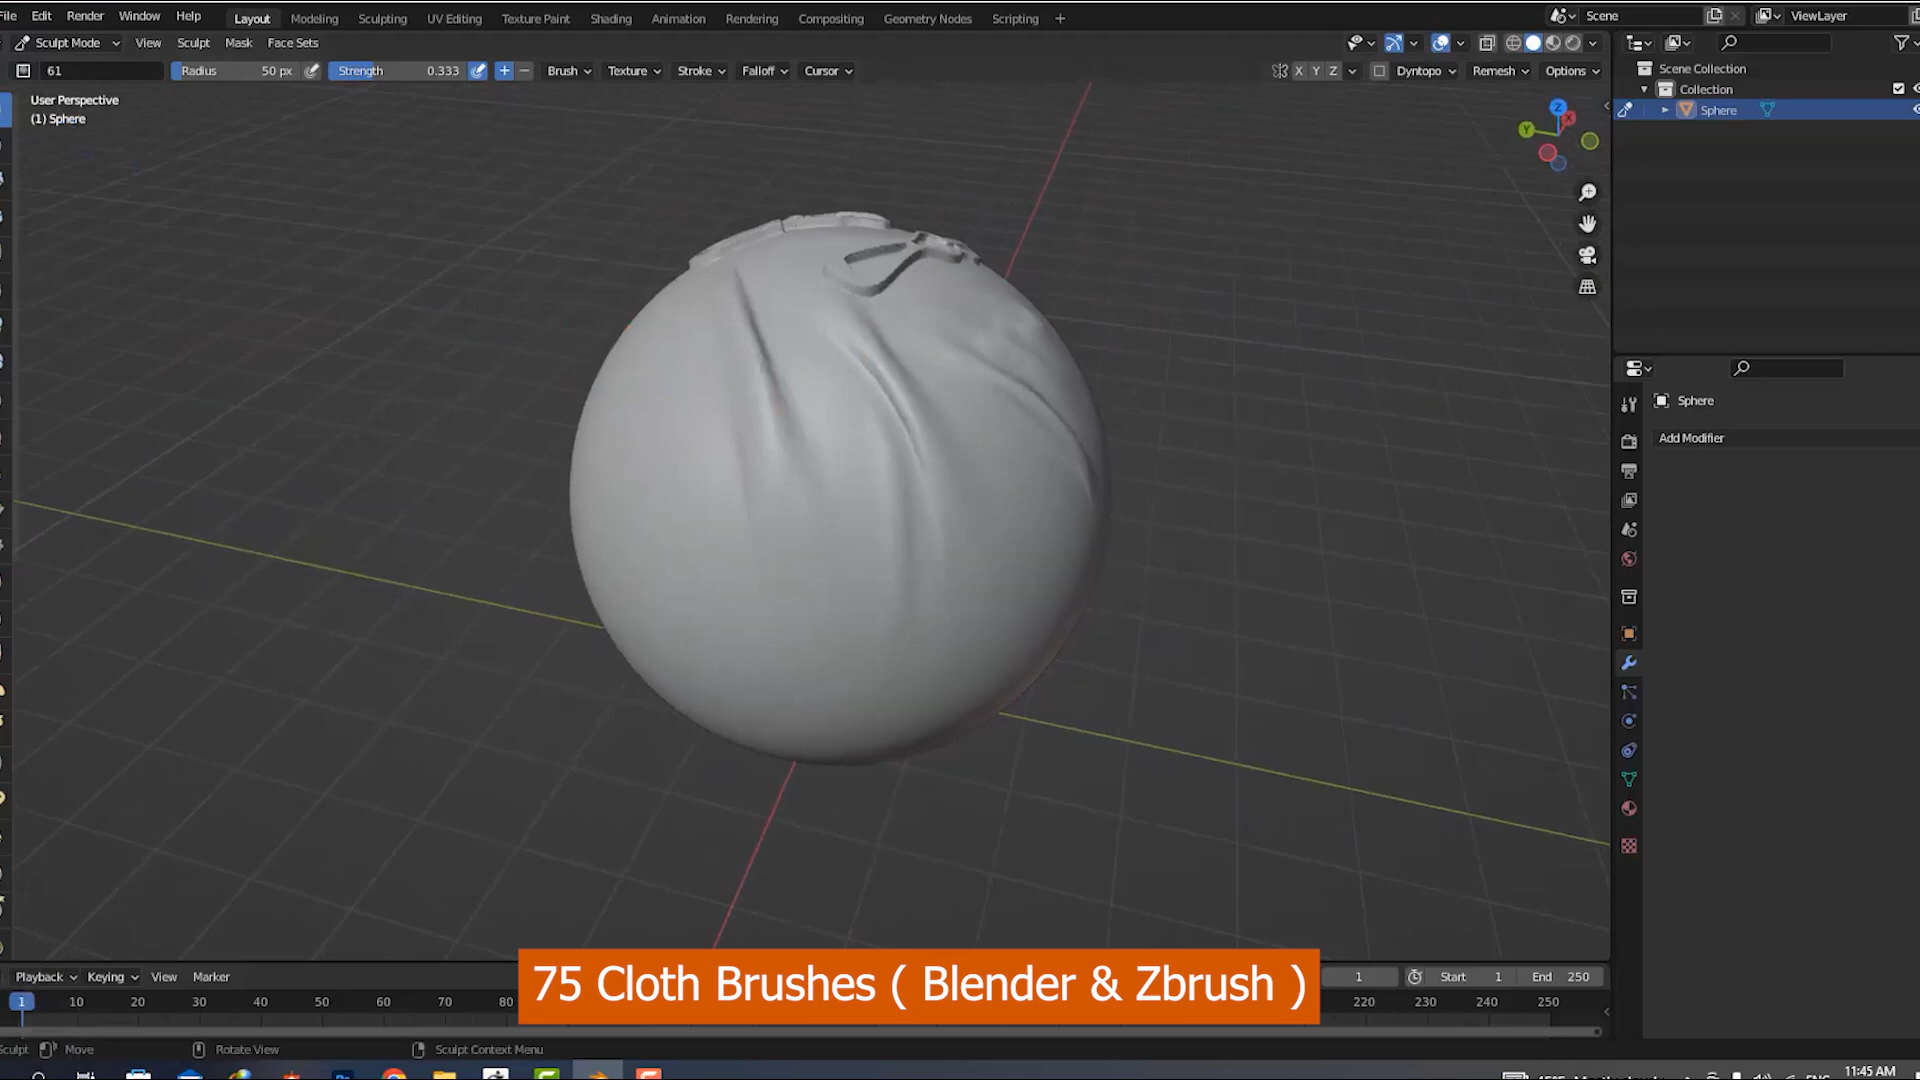 File Edit Render Window Help Layout Modeling Sculpting UV Editing Texture Paint Shading Animation Rendering Compositing Geometry Nodes Scripting + Scene ViewLayer
Sculpt Mode View Sculpt Mask Face Sets
61 Radius 50 px Strength 0.333 + − Brush Texture Stroke Falloff Cursor X Y Z Dyntopo Remesh Options
User Perspective
(1) Sphere
Z
X
Y
Scene Collection
Collection
Sphere
Sphere
Add Modifier
75 Cloth Brushes ( Blender & Zbrush )
Playback Keying View Marker 1 Start 1 End 250
1 10 20 30 40 50 60 70 80 220 230 240 250
Sculpt Move Rotate View Sculpt Context Menu
11:45 AM